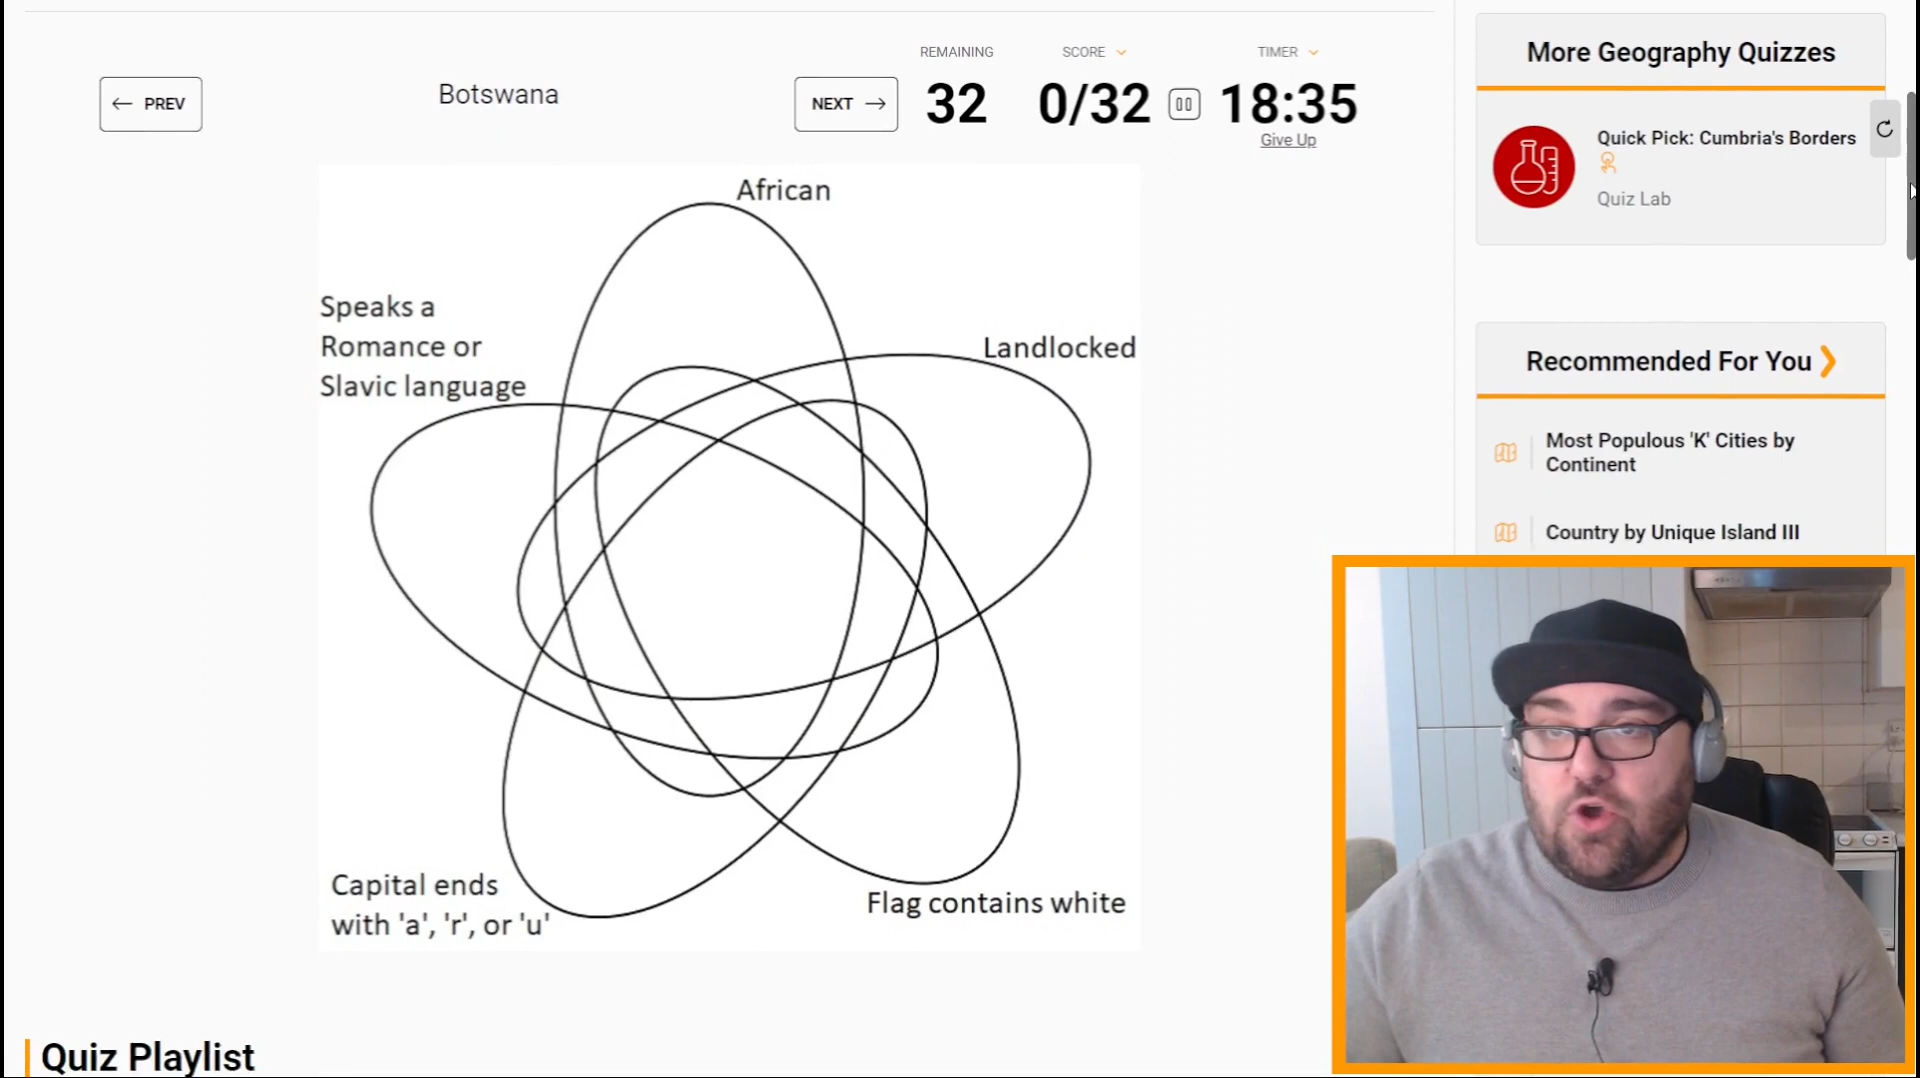 REMAINING
SCORE
TIMER
← PREV
Botswana
NEXT →
32
0/32
18:35
Give Up
African
Speaks a
Romance or
Slavic language
Landlocked
Capital ends
with 'a', 'r', or 'u'
Flag contains white
Quiz Playlist
More Geography Quizzes
Quick Pick: Cumbria's Borders
Quiz Lab
Recommended For You
Most Populous 'K' Cities by
Continent
Country by Unique Island III